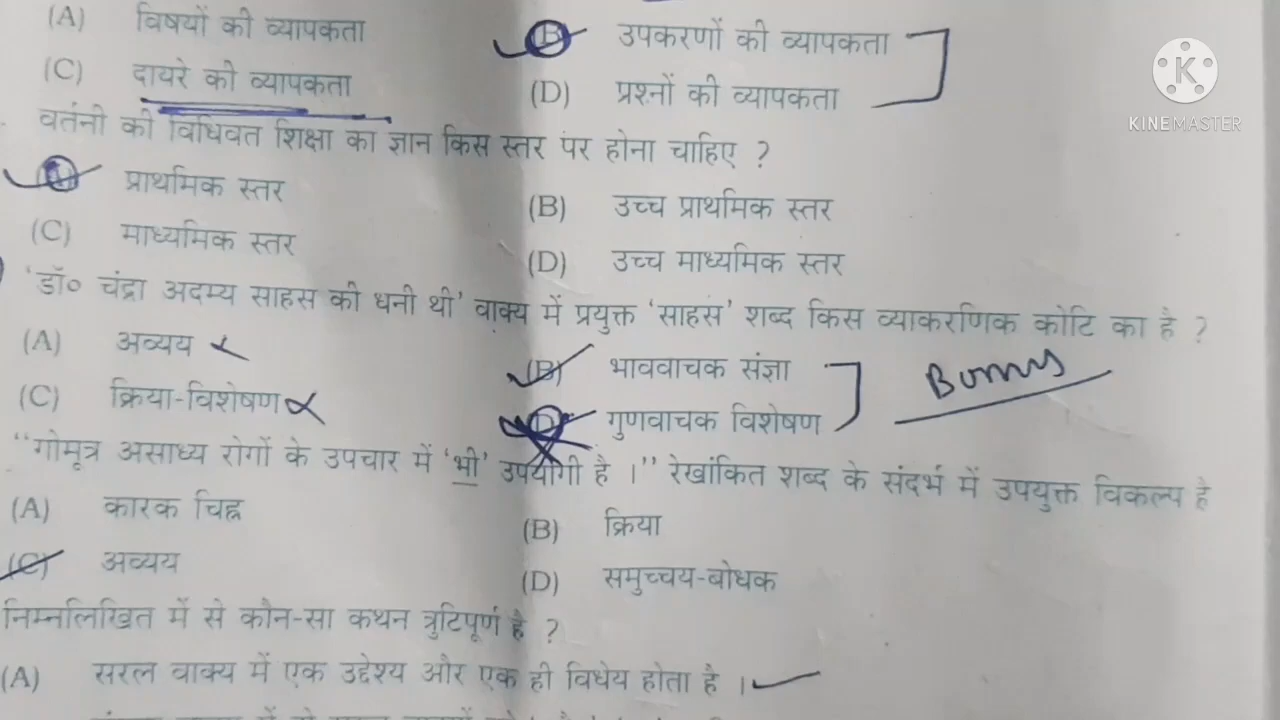 (A) विषयों की व्यापकता (B) उपकरणों की व्यापकता
(C) दायरे की व्यापकता (D) प्रश्नों की व्यापकता
K
KINEMASTER
वर्तनी की विधिवत शिक्षा का ज्ञान किस स्तर पर होना चाहिए ?
प्राथमिक स्तर (B) उच्च प्राथमिक स्तर
(C) माध्यमिक स्तर (D) उच्च माध्यमिक स्तर
'डॉ० चंद्रा अदम्य साहस की धनी थी' वाक्य में प्रयुक्त 'साहस' शब्द किस व्याकरणिक कोटि का है ?
(A) अव्यय (B) भाववाचक संज्ञा
Bonus
(C) क्रिया-विशेषण (D) गुणवाचक विशेषण
"गोमूत्र असाध्य रोगों के उपचार में 'भी' उपयोगी है ।" रेखांकित शब्द के संदर्भ में उपयुक्त विकल्प है
(A) कारक चिह्न (B) क्रिया
(C) अव्यय (D) समुच्चय-बोधक
निम्नलिखित में से कौन-सा कथन त्रुटिपूर्ण है ?
(A) सरल वाक्य में एक उद्देश्य और एक ही विधेय होता है ।